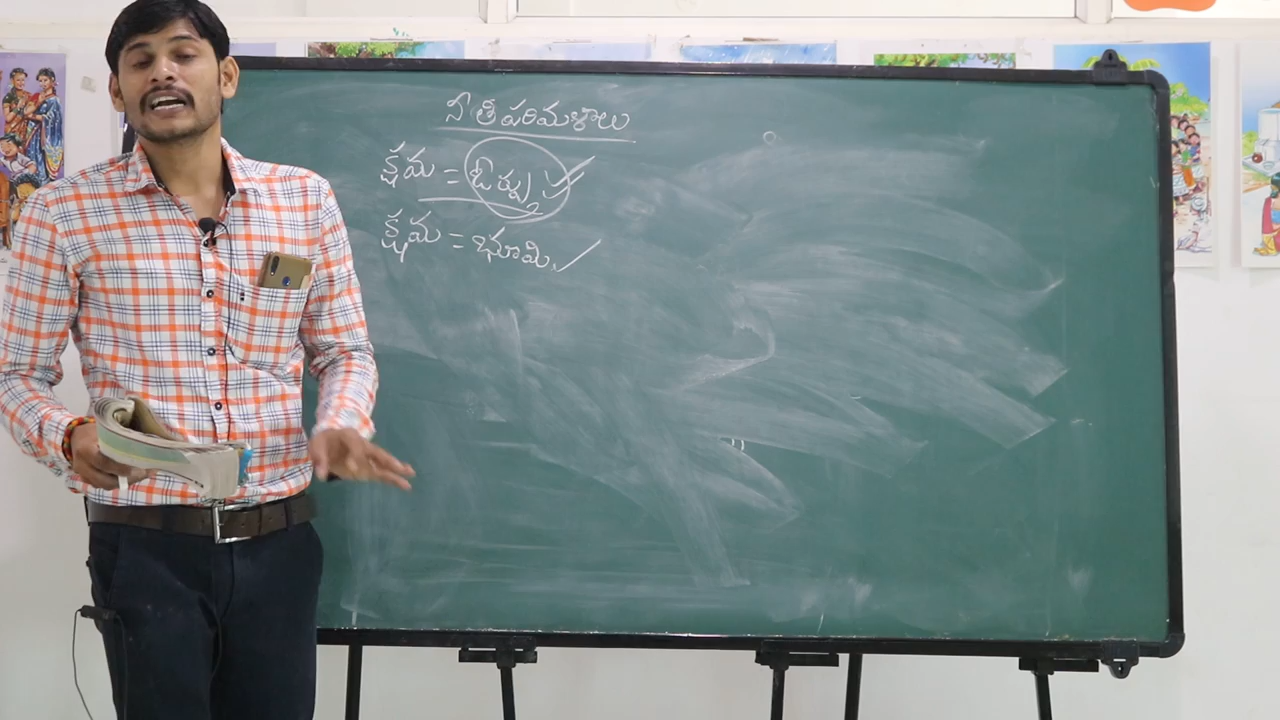 నీతి పరిమళాలు
క్షమ = ఓర్పు
క్షమ = భూమి.